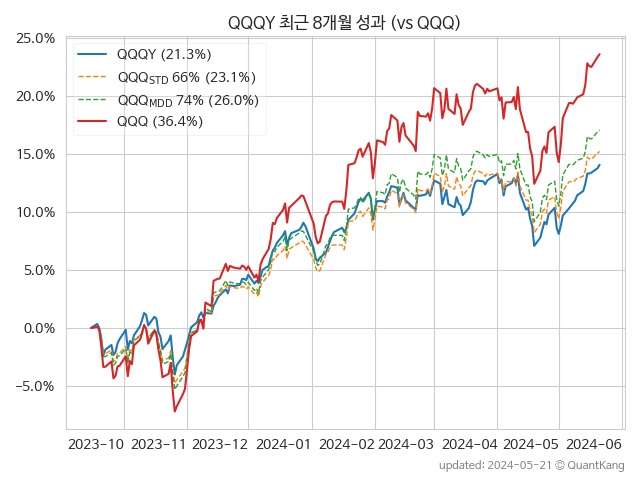 QQQY 최근 8개월 성과 (vs QQQ)
25.0%
20.0%
15.0%
10.0%
5.0%
0.0%
−5.0%
QQQY (21.3%)
QQQSTD 66% (23.1%)
QQQMDD 74% (26.0%)
QQQ (36.4%)
2023-10 2023-11 2023-12 2024-01 2024-02 2024-03 2024-04 2024-05 2024-06
updated: 2024-05-21 ⓒ QuantKang